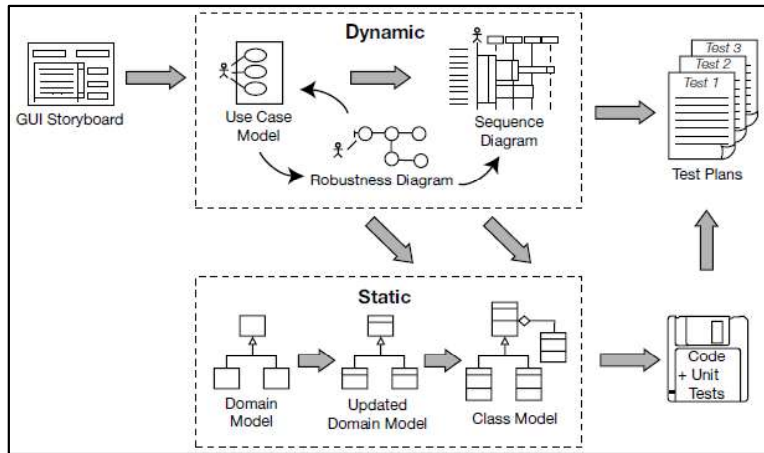 Dynamic
GUI Storyboard
Use Case
Model
Robustness Diagram
Sequence
Diagram
Test 3
Test 2
Test 1
Test Plans
Static
Domain
Model
Updated
Domain Model
Class Model
Code
+ Unit
Tests